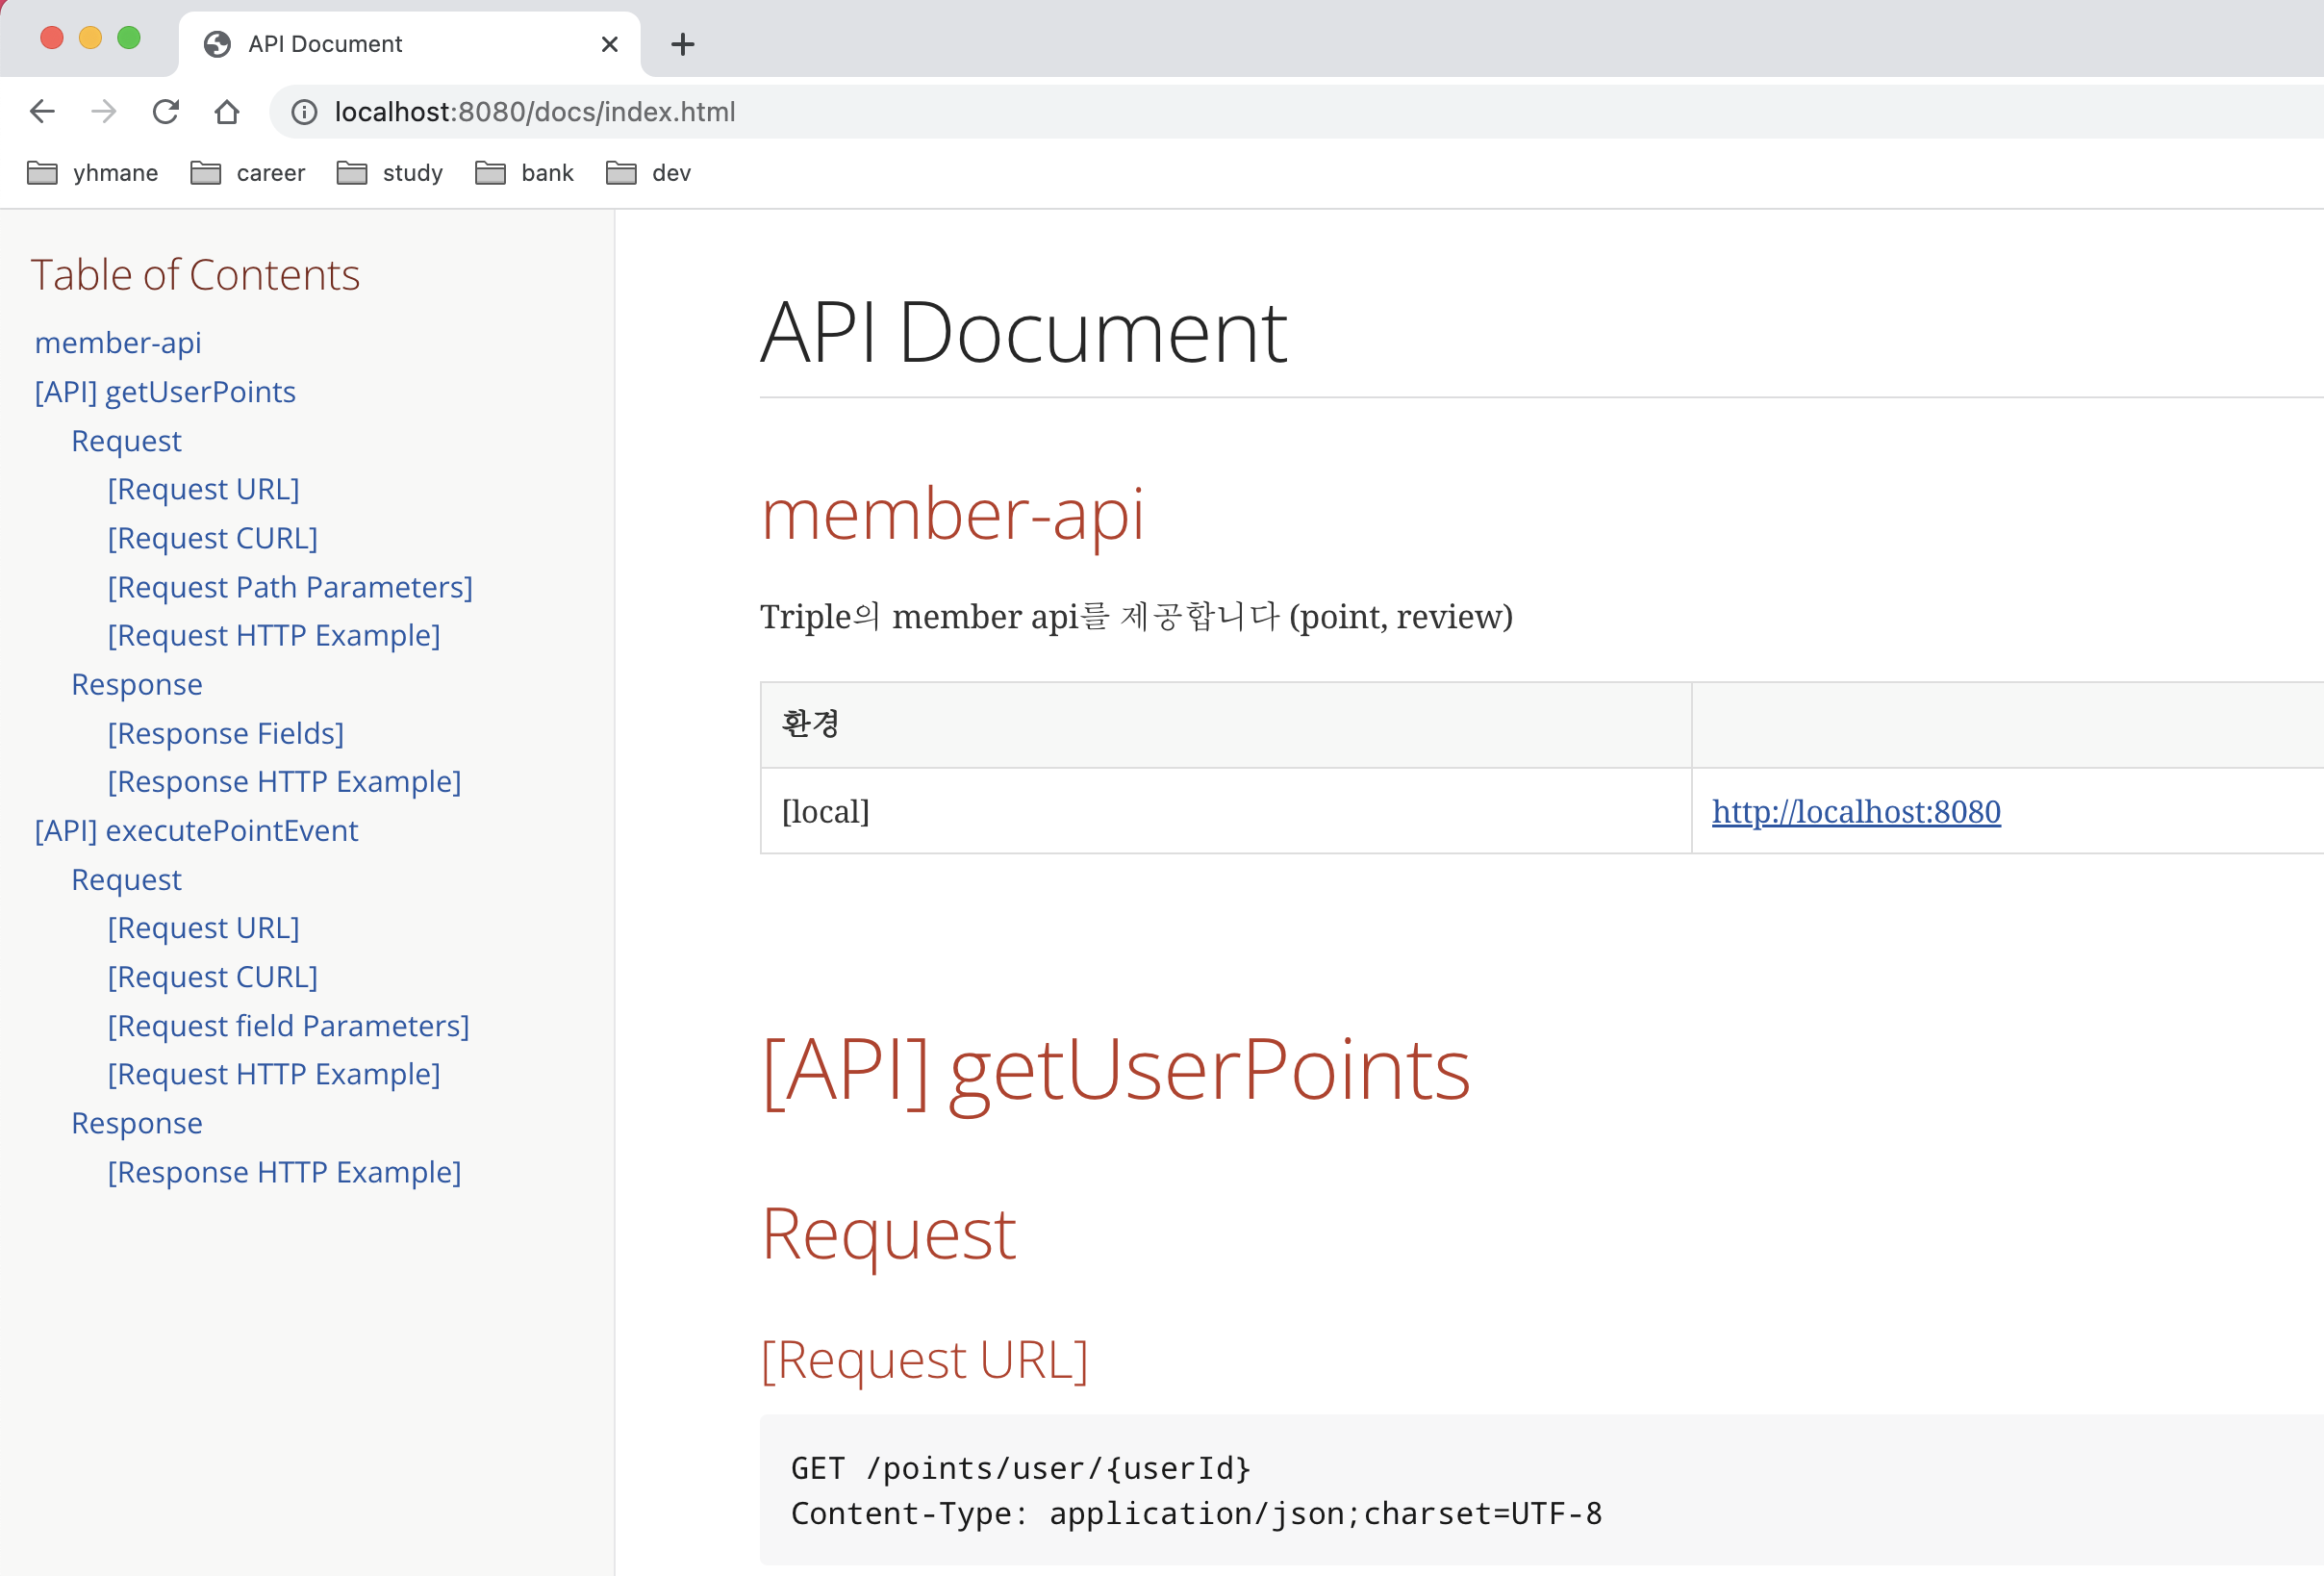 API Document
localhost:8080/docs/index.html
yhmane career study bank dev
Table of Contents
member-api
[API] getUserPoints
Request
[Request URL]
[Request CURL]
[Request Path Parameters]
[Request HTTP Example]
Response
[Response Fields]
[Response HTTP Example]
[API] executePointEvent
Request
[Request URL]
[Request CURL]
[Request field Parameters]
[Request HTTP Example]
Response
[Response HTTP Example]
API Document
member-api
Triple의 member api를 제공합니다 (point, review)
환경
[local] http://localhost:8080
[API] getUserPoints
Request
[Request URL]
GET /points/user/{userId}
Content-Type: application/json;charset=UTF-8